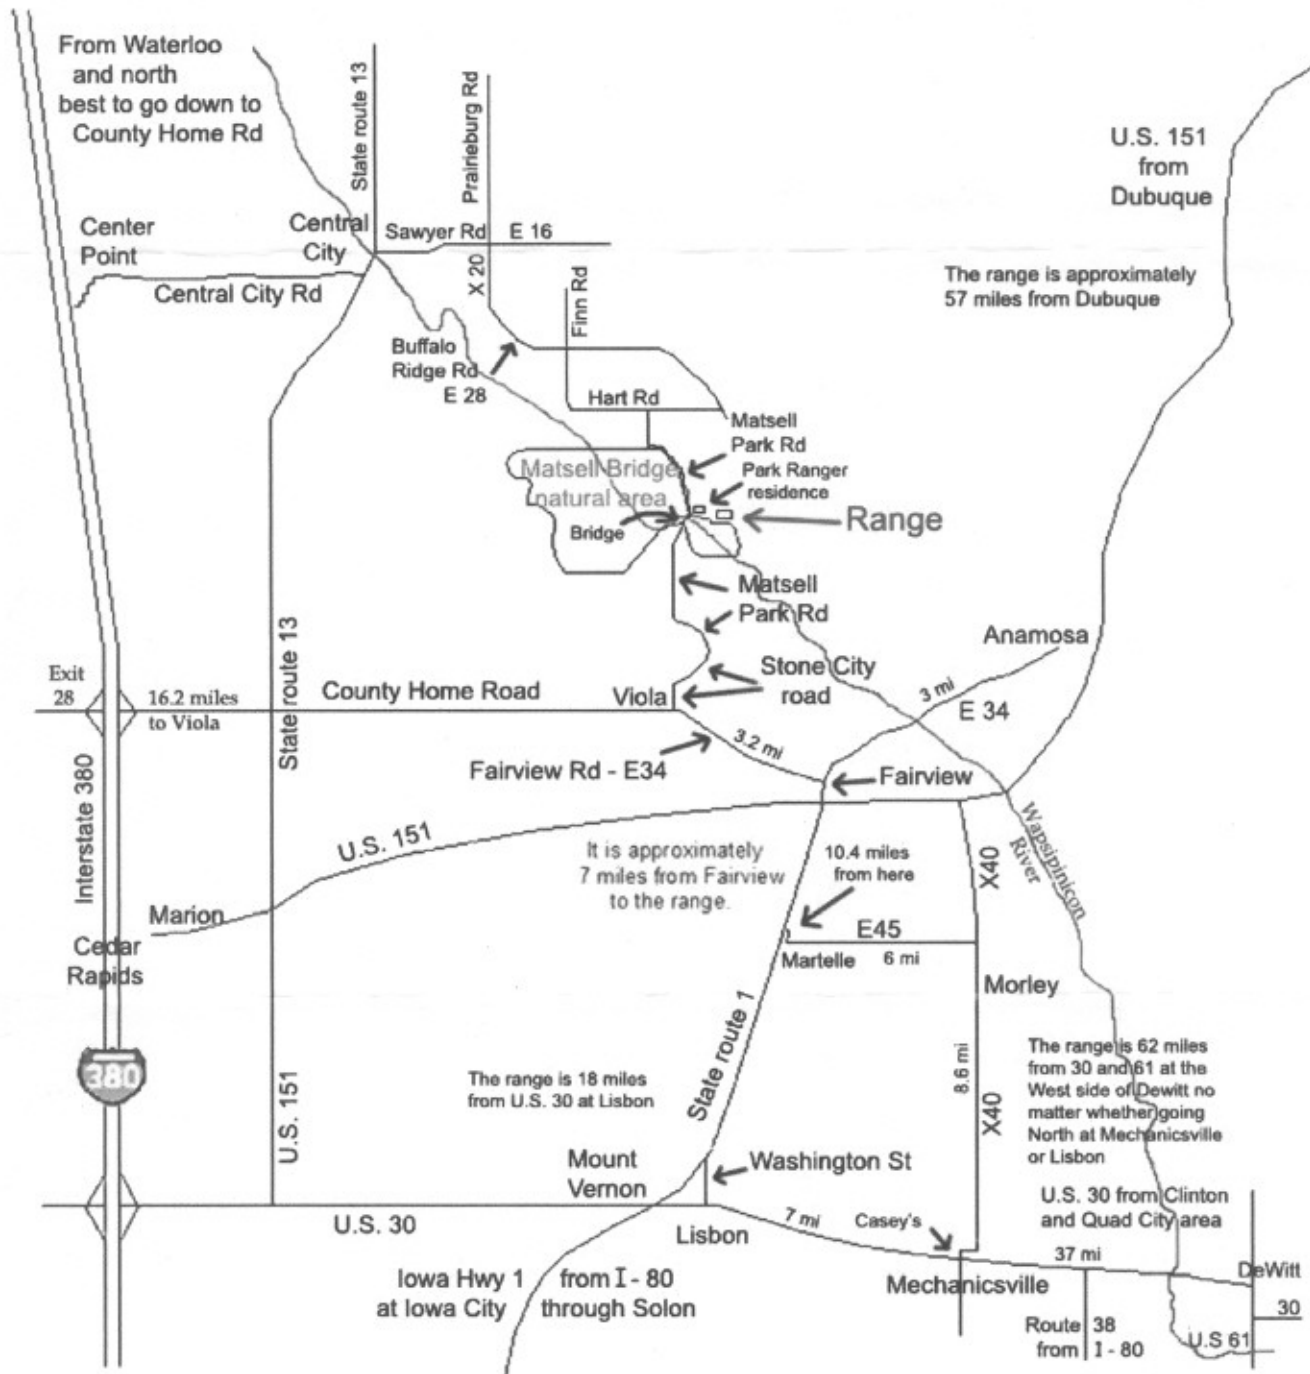 From Waterloo
and north
best to go down to
County Home Rd
State route 13
Prairieburg Rd
U.S. 151
from
Dubuque
Center
Point
Central
City
Sawyer Rd
E 16
Central City Rd
X 20
Finn Rd
The range is approximately
57 miles from Dubuque
Buffalo
Ridge Rd
E 28
Hart Rd
Matsell
Park Rd
Matsell Bridge
natural area
Park Ranger
residence
Range
Bridge
Matsell
Park Rd
Anamosa
State route 13
Exit
28
16.2 miles
to Viola
County Home Road
Viola
Stone City
road
3 mi
E 34
3.2 mi
Fairview Rd - E34
Fairview
Interstate 380
U.S. 151
It is approximately
7 miles from Fairview
to the range.
10.4 miles
from here
X40
Wapsipinicon
River
Marion
Cedar
Rapids
E45
Martelle
6 mi
Morley
State route 1
8.6 mi
380
The range is 18 miles
from U.S. 30 at Lisbon
The range is 62 miles
from 30 and 61 at the
West side of Dewitt no
matter whether going
North at Mechanicsville
or Lisbon
U.S. 151
X40
Mount
Vernon
Washington St
U.S. 30 from Clinton
and Quad City area
U.S. 30
Lisbon
7 mi
Casey's
37 mi
Iowa Hwy 1 from I - 80
at Iowa City through Solon
Mechanicsville
DeWitt
30
Route 38
from I - 80
U.S 61